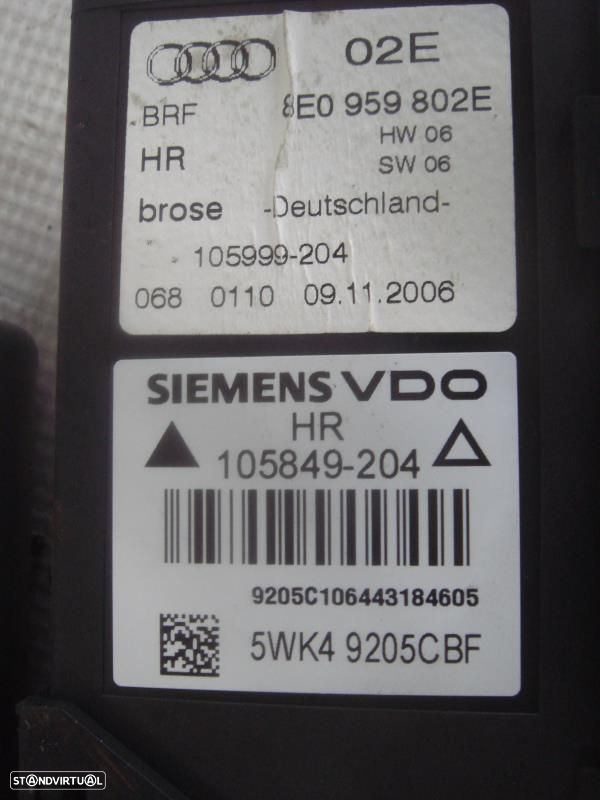 02E
BRF 8E0 959 802E
HW 06
HR SW 06
brose -Deutschland-
105999-204
068 0110 09.11.2006
SIEMENS VDO
HR
105849-204
9205C106443184605
5WK4 9205CBF
STANDVIRTUAL